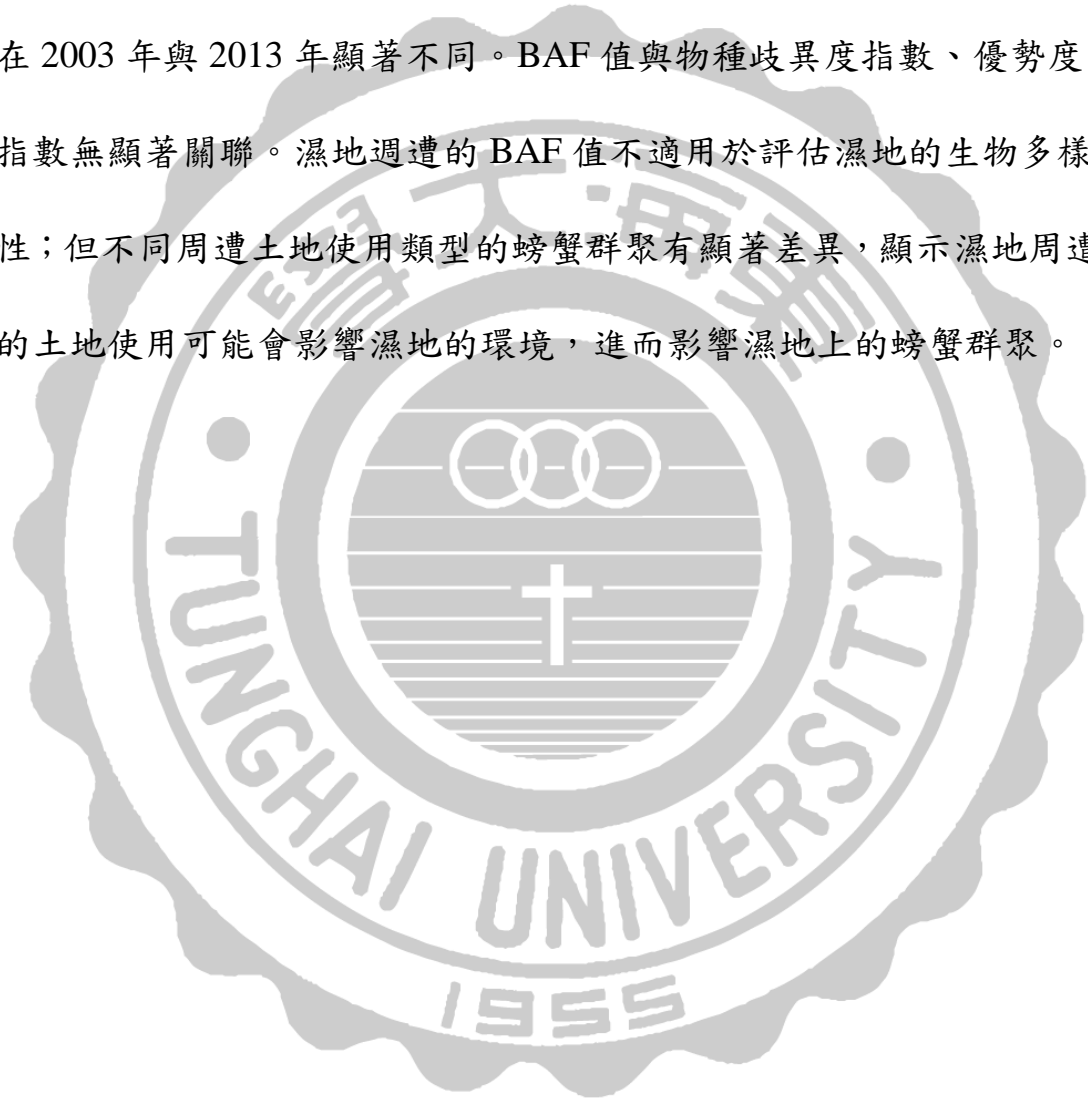 在 2003 年與 2013 年顯著不同。BAF 值與物種歧異度指數、優勢度
指數無顯著關聯。濕地週遭的 BAF 值不適用於評估濕地的生物多樣
性；但不同周遭土地使用類型的螃蟹群聚有顯著差異，顯示濕地周遭
的土地使用可能會影響濕地的環境，進而影響濕地上的螃蟹群聚。
學大海東
TUNGHAI UNIVERSITY
1955